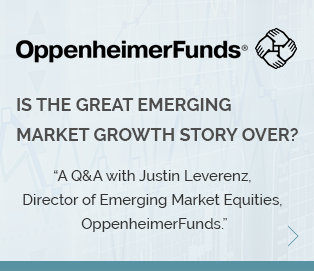 OppenheimerFunds®
IS THE GREAT EMERGING
MARKET GROWTH STORY OVER?
“A Q&A with Justin Leverenz,
Director of Emerging Market Equities,
OppenheimerFunds.”